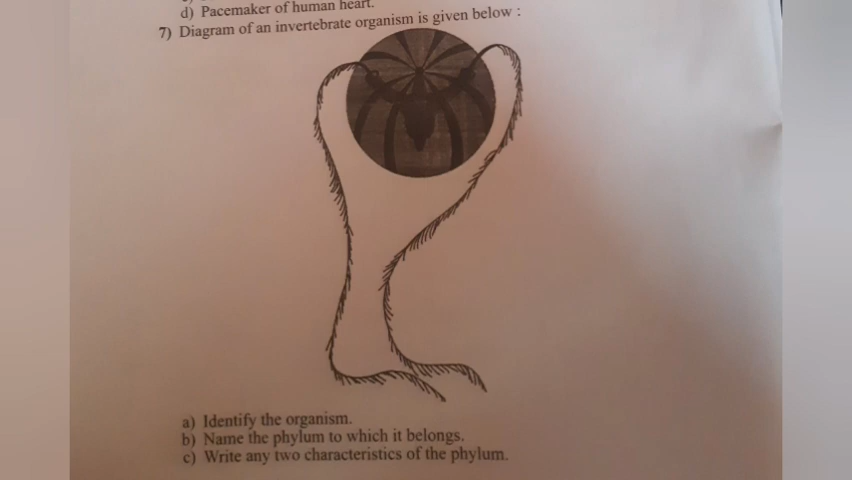 d) Pacemaker of human heart.
7) Diagram of an invertebrate organism is given below :
a) Identify the organism.
b) Name the phylum to which it belongs.
c) Write any two characteristics of the phylum.